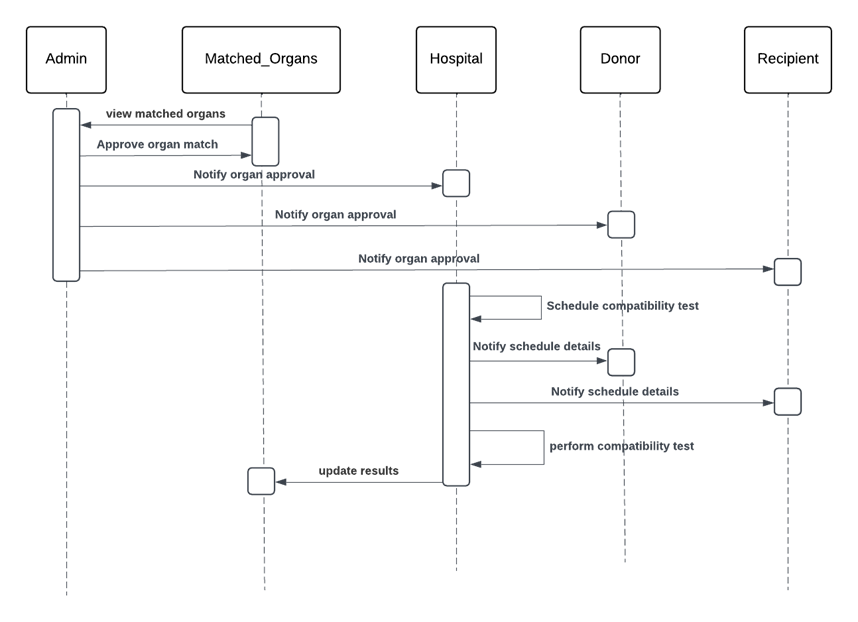 Admin
Matched_Organs
Hospital
Donor
Recipient
view matched organs
Approve organ match
Notify organ approval
Notify organ approval
Notify organ approval
Schedule compatibility test
Notify schedule details
Notify schedule details
perform compatibility test
update results